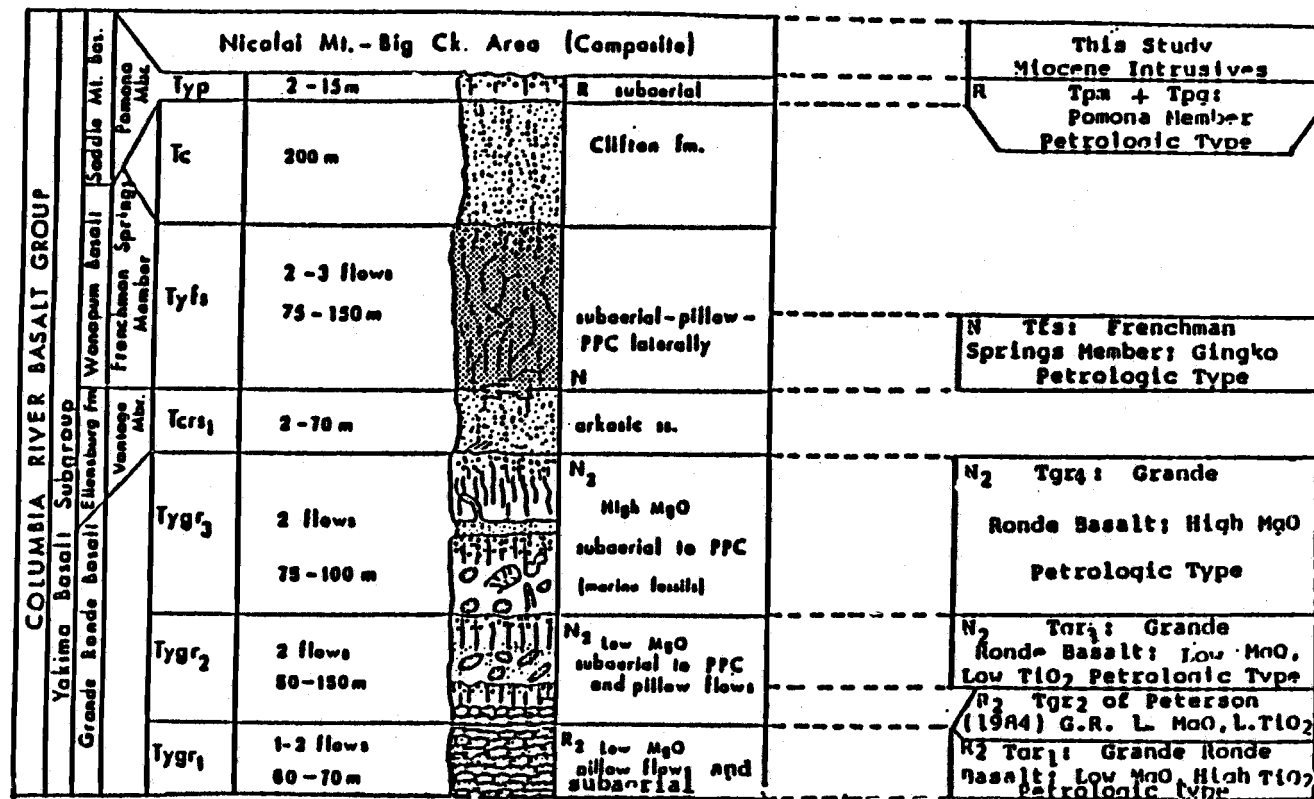 Nicolai Mt.-Big Ck. Area (Composite)
COLUMBIA RIVER BASALT GROUP
Yakima Basalt Subgroup
Grande Ronde Basalt
Ellensburg fm
Wanapum Basalt
Saddle Mt. Bas.
Vantage Mbr.
Frenchman Springs Member
Pomona Mbr.
Typ
2-15m
R subaerial
Tc
200 m
Clifton fm.
Tyfs
2-3 flows
75-150m
subaerial-pillow-
PPC laterally
N
Tcrs1
2-70m
arkosic ss.
Tygr3
2 flows
75-100m
N2
High MgO
subaerial to PPC
(marine fossils)
Tygr2
2 flows
50-150m
N2 Low MgO
subaerial to PPC
and pillow flows
Tygr1
1-2 flows
60-70m
R2 Low MgO
pillow flows and
subaerial
This Study
Miocene Intrusives
R Tpm + Tpg:
Pomona Member
Petrologic Type
N Tfs: Frenchman
Springs Member: Gingko
Petrologic Type
N2 Tgr4: Grande
Ronde Basalt; High MgO
Petrologic Type
N2 Tgr3: Grande
Ronde Basalt: Low MgO,
Low TiO2 Petrologic Type
R2 Tgr2 of Peterson
(1984) G.R. L. MgO, L.TiO2
R2 Tgr1: Grande Ronde
Basalt; Low MgO, High TiO2
Petrologic type